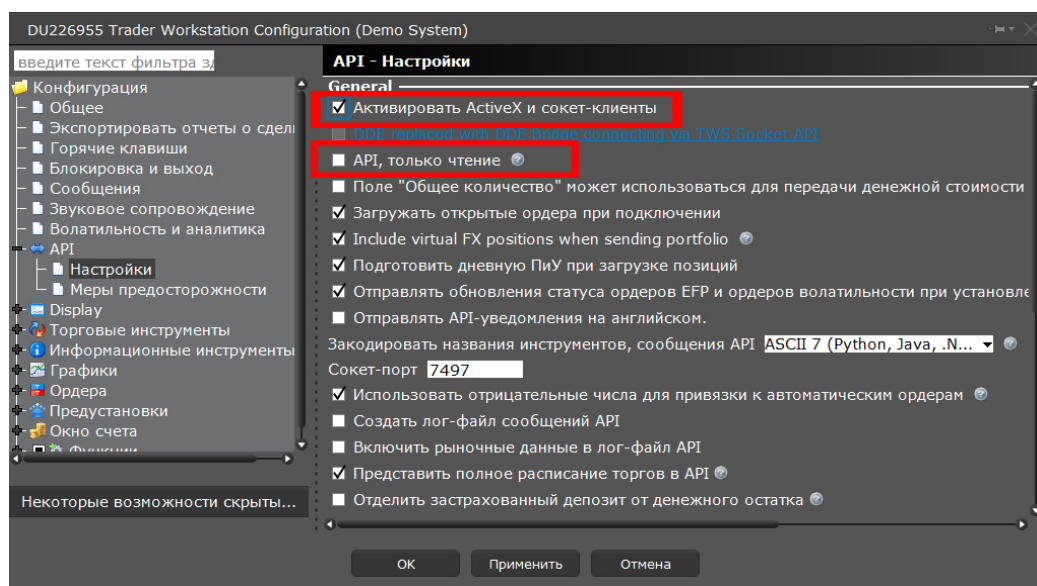 DU226955 Trader Workstation Configuration (Demo System)
введите текст фильтра зд
API - Настройки
Конфигурация
Общее
Экспортировать отчеты о сдел
Горячие клавиши
Блокировка и выход
Сообщения
Звуковое сопровождение
Волатильность и аналитика
API
Настройки
Меры предосторожности
Display
Торговые инструменты
Информационные инструменты
Графики
Ордера
Предустановки
Окно счета
Функции
Некоторые возможности скрыты...
General
Активировать ActiveX и сокет-клиенты
DDE replaced with DDE Bridge connecting via TWS Socket API
API, только чтение
Поле "Общее количество" может использоваться для передачи денежной стоимости
Загружать открытые ордера при подключении
Include virtual FX positions when sending portfolio
Подготовить дневную ПиУ при загрузке позиций
Отправлять обновления статуса ордеров EFP и ордеров волатильности при установле
Отправлять API-уведомления на английском.
Закодировать названия инструментов, сообщения API ASCII 7 (Python, Java, .N...
Сокет-порт 7497
Использовать отрицательные числа для привязки к автоматическим ордерам
Создать лог-файл сообщений API
Включить рыночные данные в лог-файл API
Представить полное расписание торгов в API
Отделить застрахованный депозит от денежного остатка
OK Применить Отмена